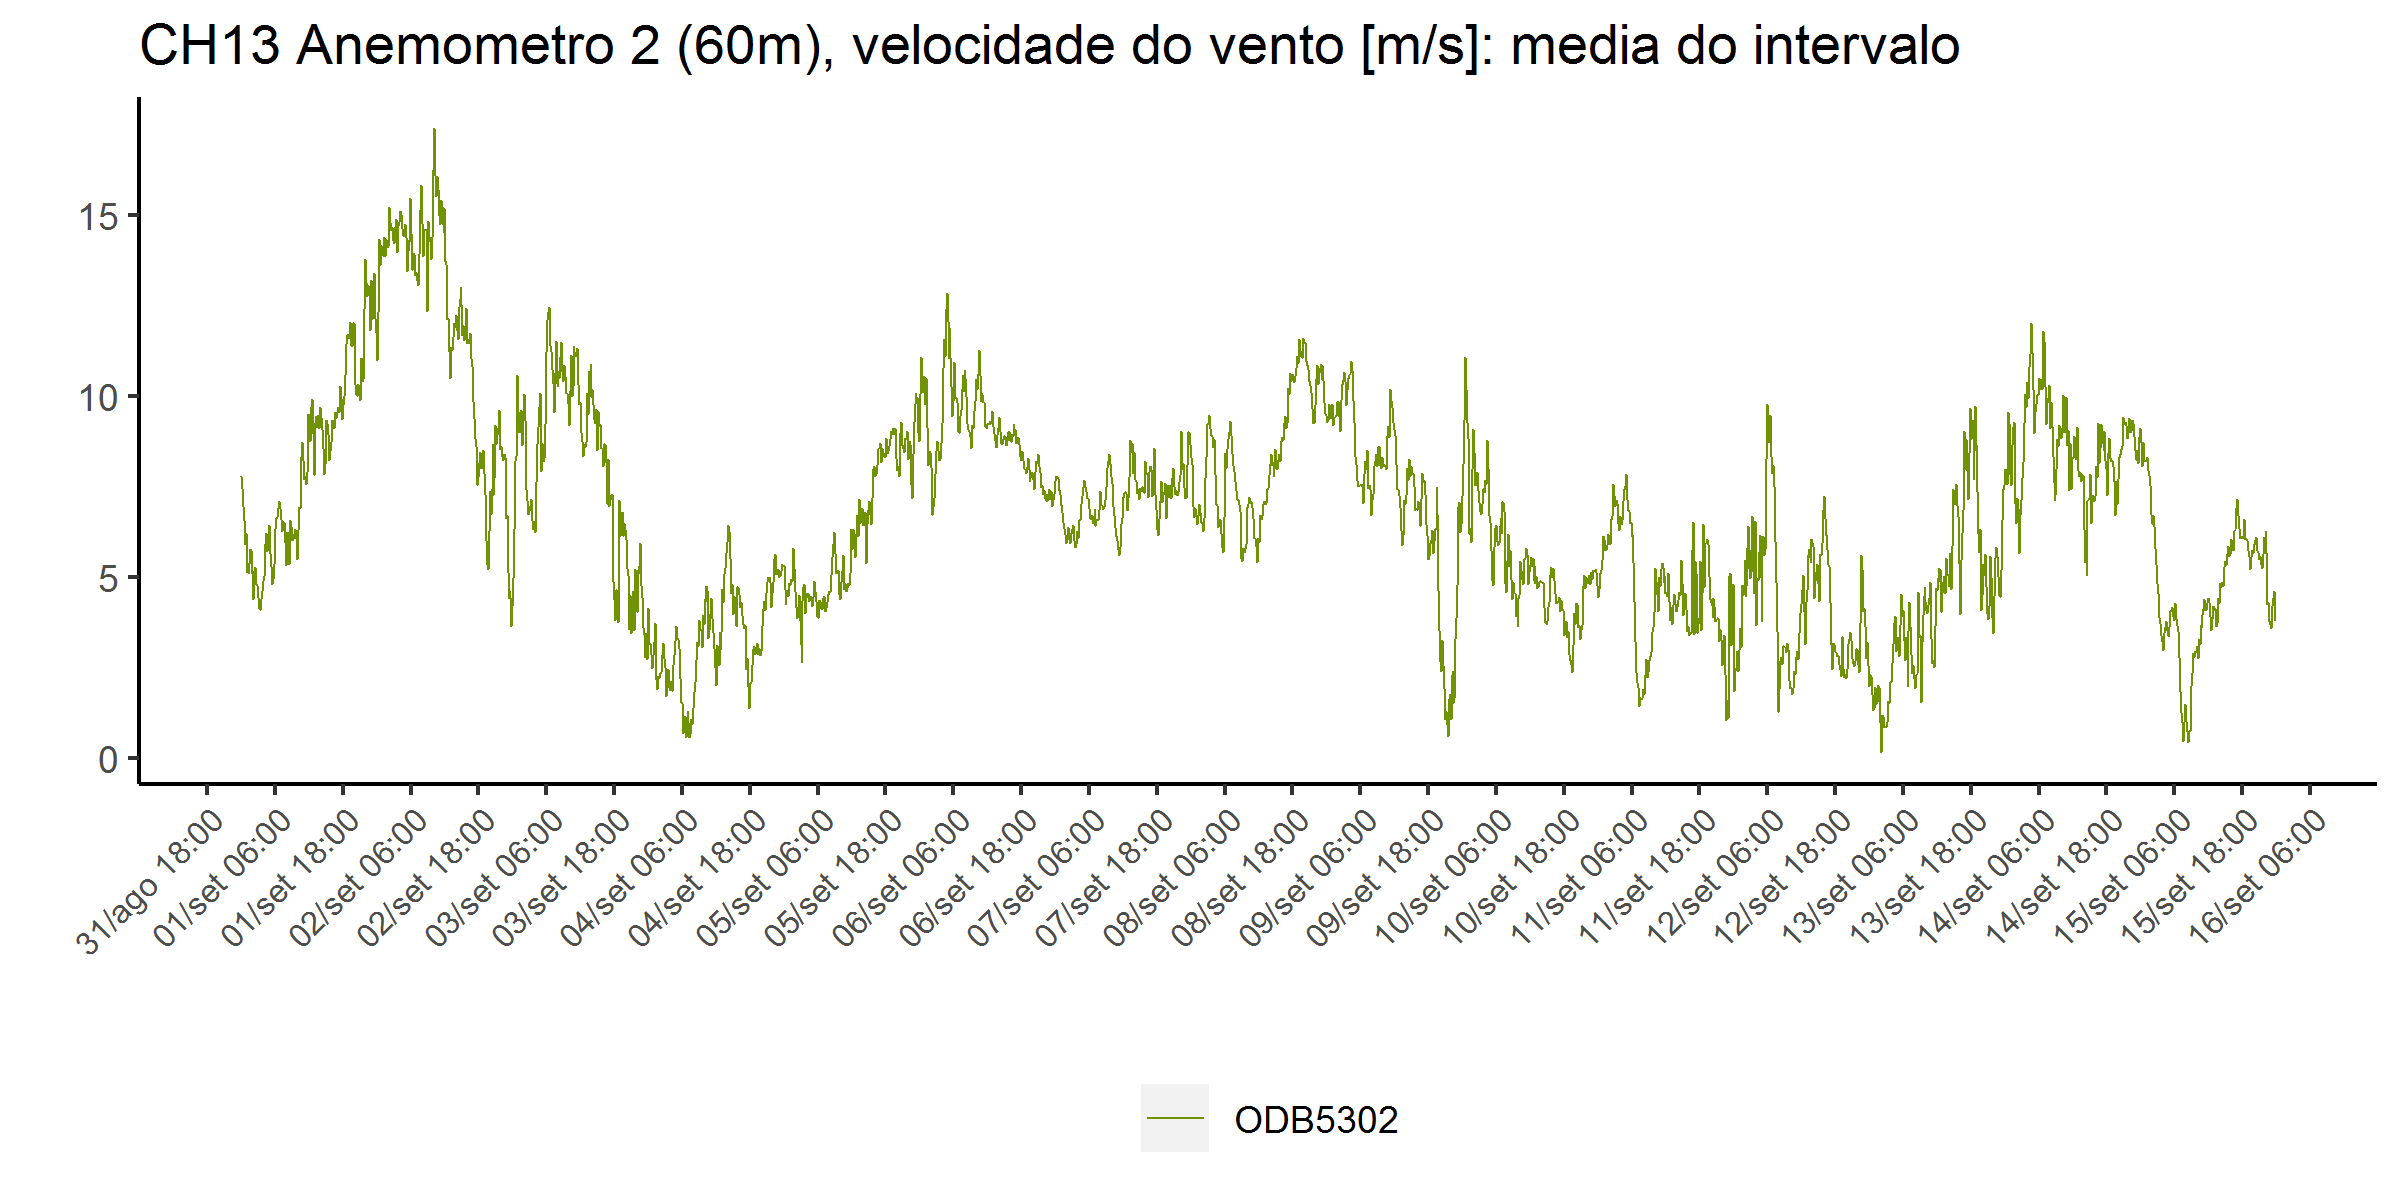 CH13 Anemometro 2 (60m), velocidade do vento [m/s]: media do intervalo
15
10
5
0
31/ago 18:00
01/set 06:00
01/set 18:00
02/set 06:00
02/set 18:00
03/set 06:00
03/set 18:00
04/set 06:00
04/set 18:00
05/set 06:00
05/set 18:00
06/set 06:00
06/set 18:00
07/set 06:00
07/set 18:00
08/set 06:00
08/set 18:00
09/set 06:00
09/set 18:00
10/set 06:00
10/set 18:00
11/set 06:00
11/set 18:00
12/set 06:00
12/set 18:00
13/set 06:00
13/set 18:00
14/set 06:00
14/set 18:00
15/set 06:00
15/set 18:00
16/set 06:00
ODB5302